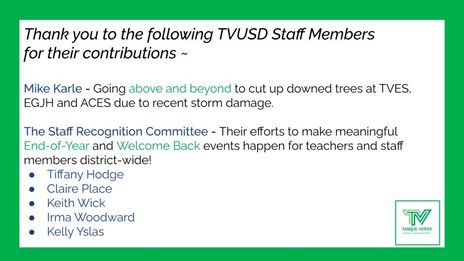 Thank you to the following TVUSD Staff Members
for their contributions ~
Mike Karle - Going above and beyond to cut up downed trees at TVES,
EGJH and ACES due to recent storm damage.
The Staff Recognition Committee - Their efforts to make meaningful
End-of-Year and Welcome Back events happen for teachers and staff
members district-wide!
● Tiffany Hodge
● Claire Place
● Keith Wick
● Irma Woodward
● Kelly Yslas
TV
TANQUE VERDE